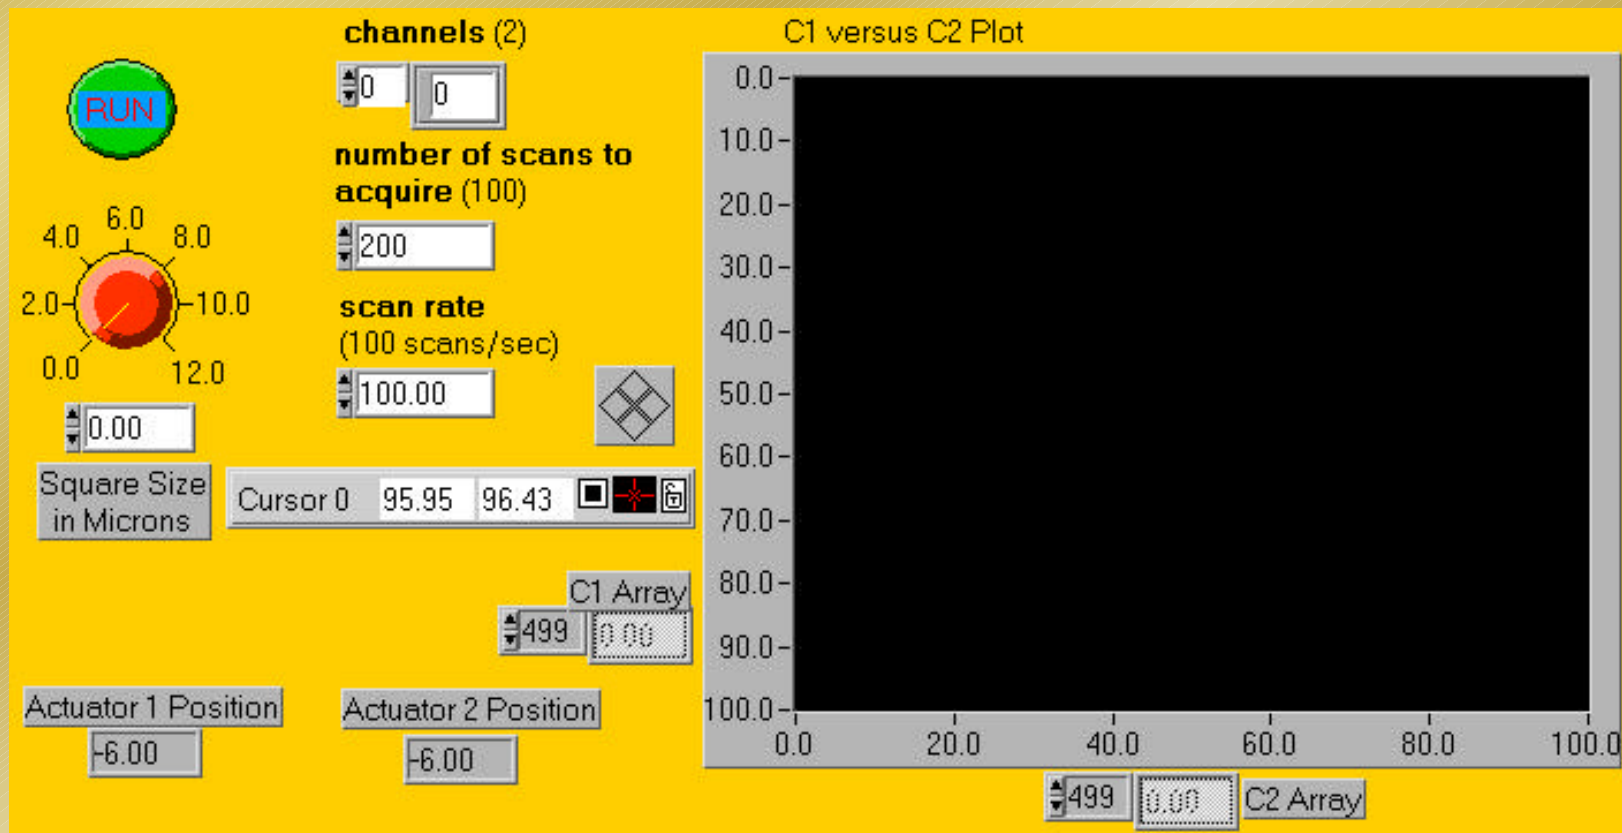 channels (2)
RUN
0
0
number of scans to
acquire (100)
200
scan rate
(100 scans/sec)
100.00
0.0
2.0
4.0
6.0
8.0
10.0
12.0
0.00
Square Size
in Microns
Cursor 0 95.95 96.43
C1 Array
499 0.00
Actuator 1 Position
-6.00
Actuator 2 Position
-6.00
C1 versus C2 Plot
0.0
10.0
20.0
30.0
40.0
50.0
60.0
70.0
80.0
90.0
100.0
0.0 20.0 40.0 60.0 80.0 100.0
499 0.00 C2 Array